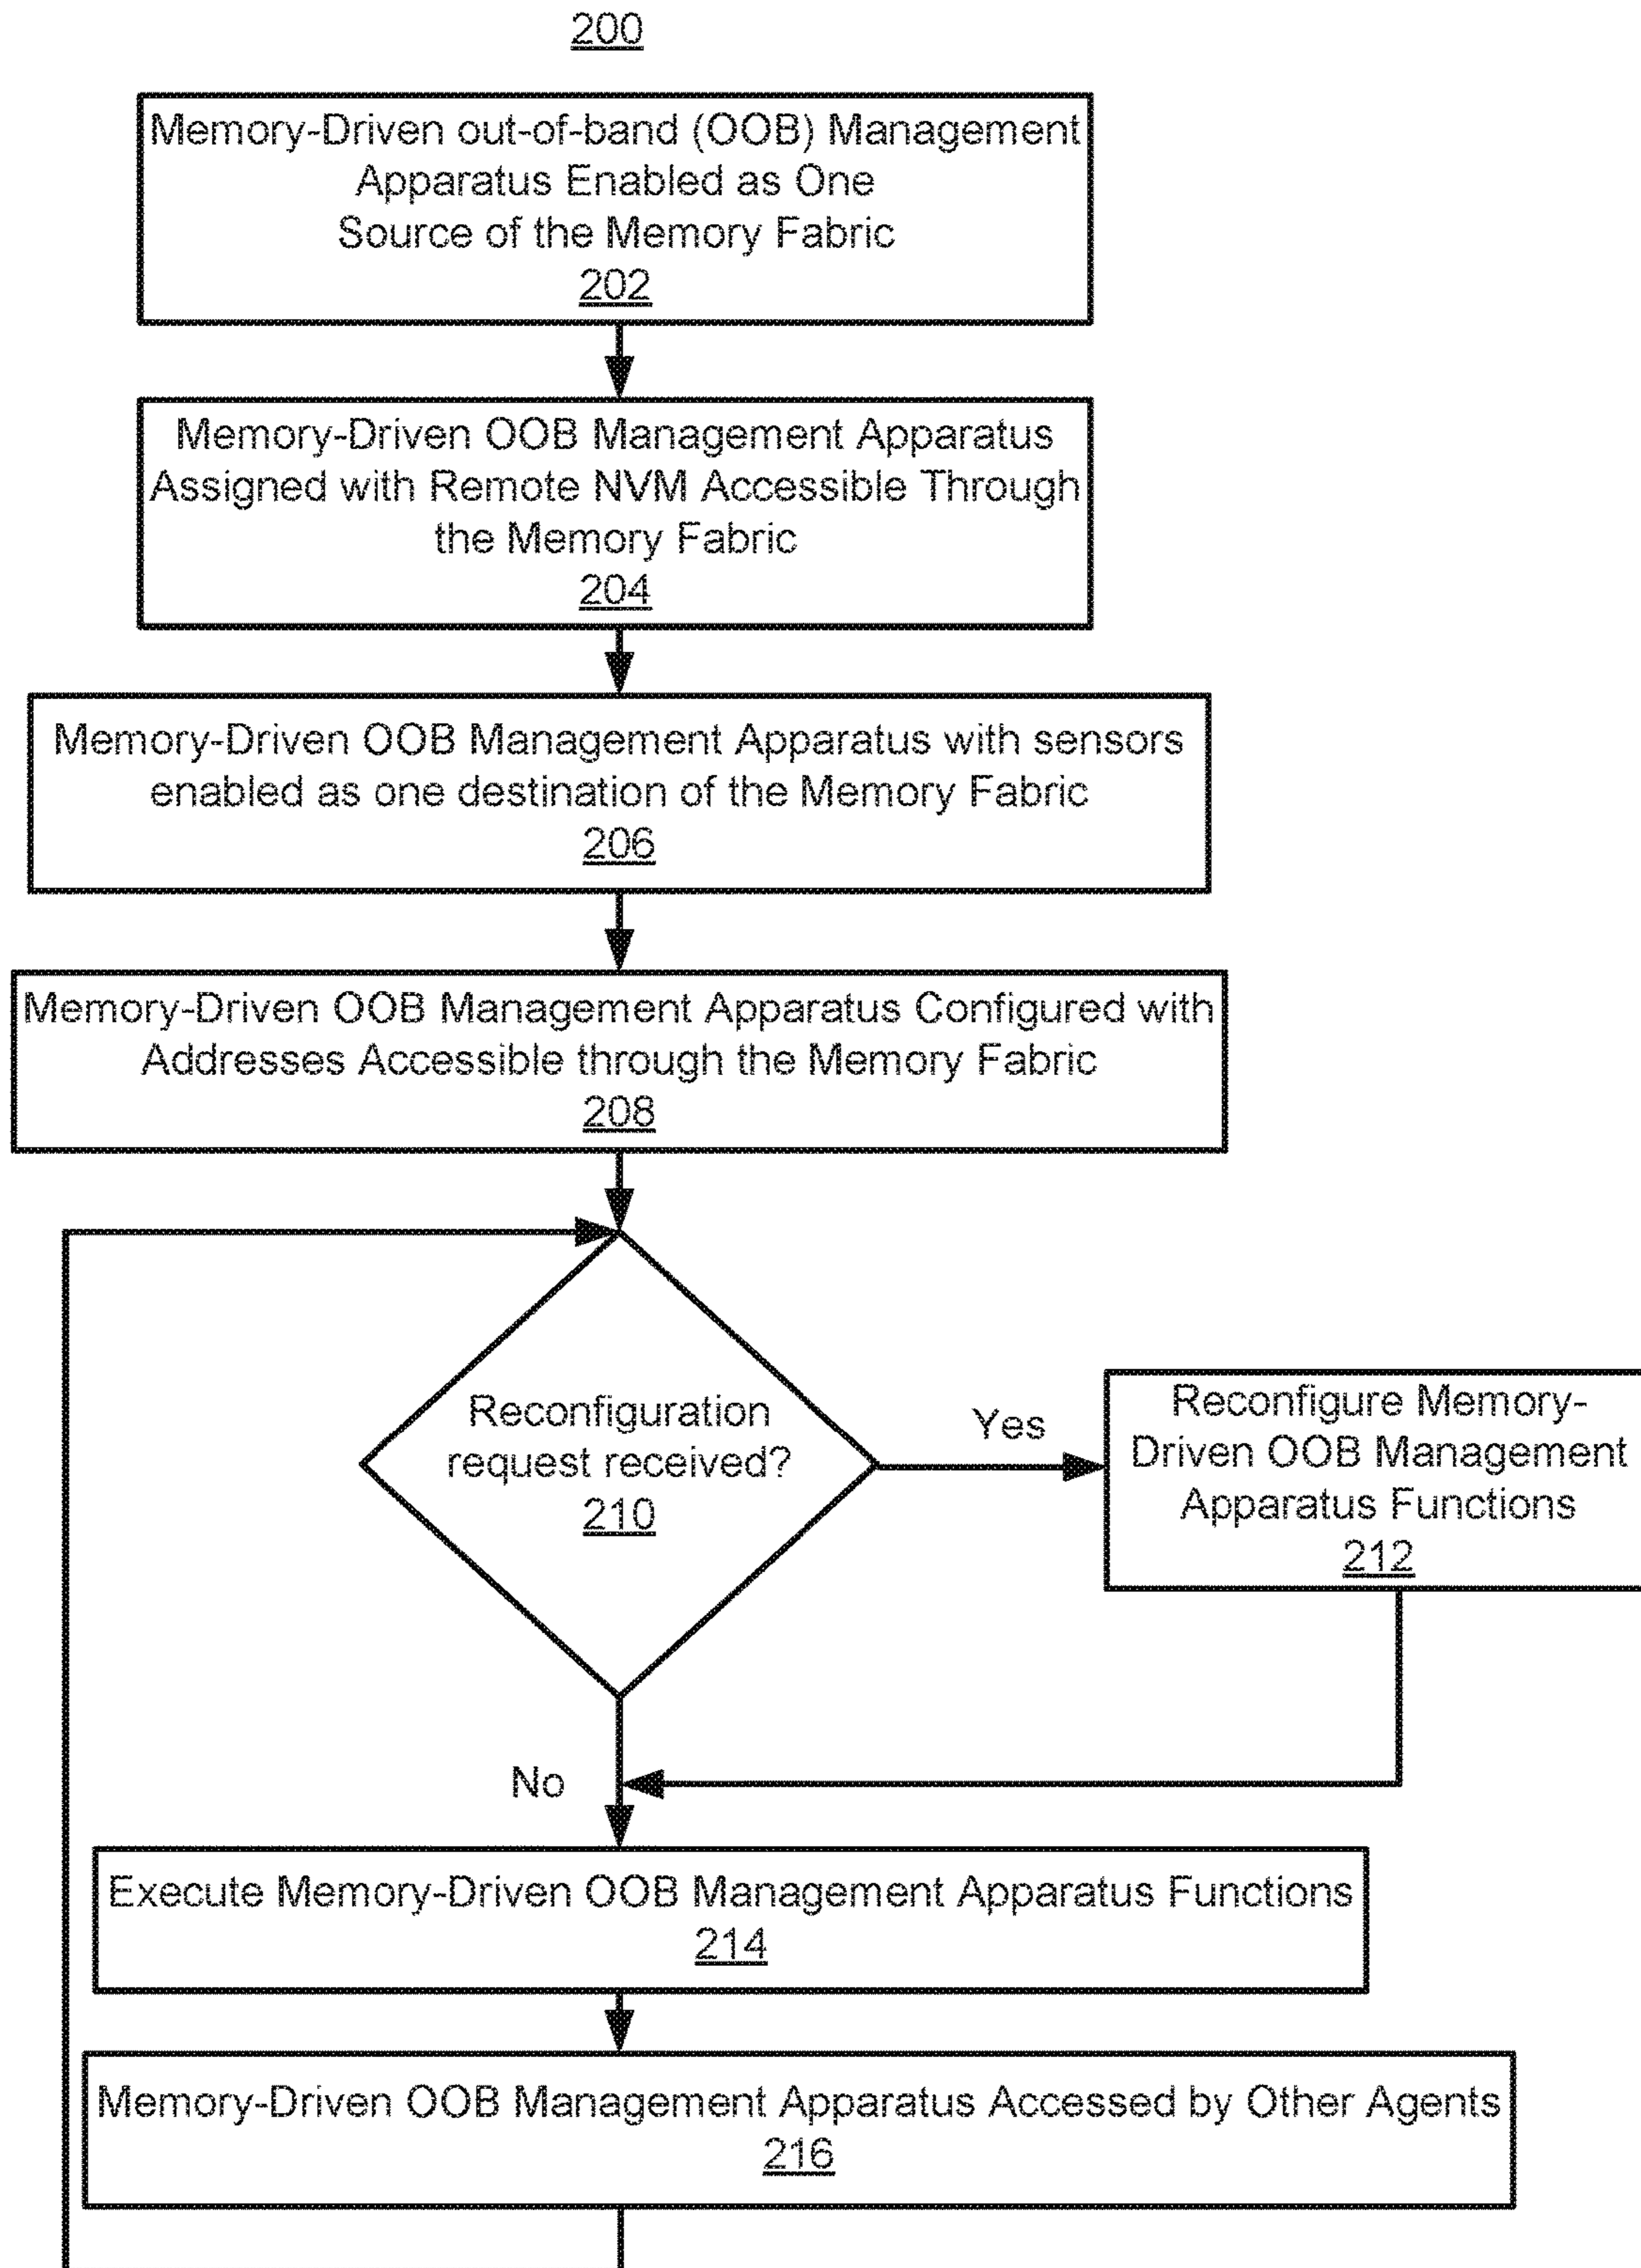 200
Memory-Driven out-of-band (OOB) Management
Apparatus Enabled as One
Source of the Memory Fabric
202
Memory-Driven OOB Management Apparatus
Assigned with Remote NVM Accessible Through
the Memory Fabric
204
Memory-Driven OOB Management Apparatus with sensors
enabled as one destination of the Memory Fabric
206
Memory-Driven OOB Management Apparatus Configured with
Addresses Accessible through the Memory Fabric
208
Reconfiguration
request received?
210
Yes
Reconfigure Memory-
Driven OOB Management
Apparatus Functions
212
No
Execute Memory-Driven OOB Management Apparatus Functions
214
Memory-Driven OOB Management Apparatus Accessed by Other Agents
216